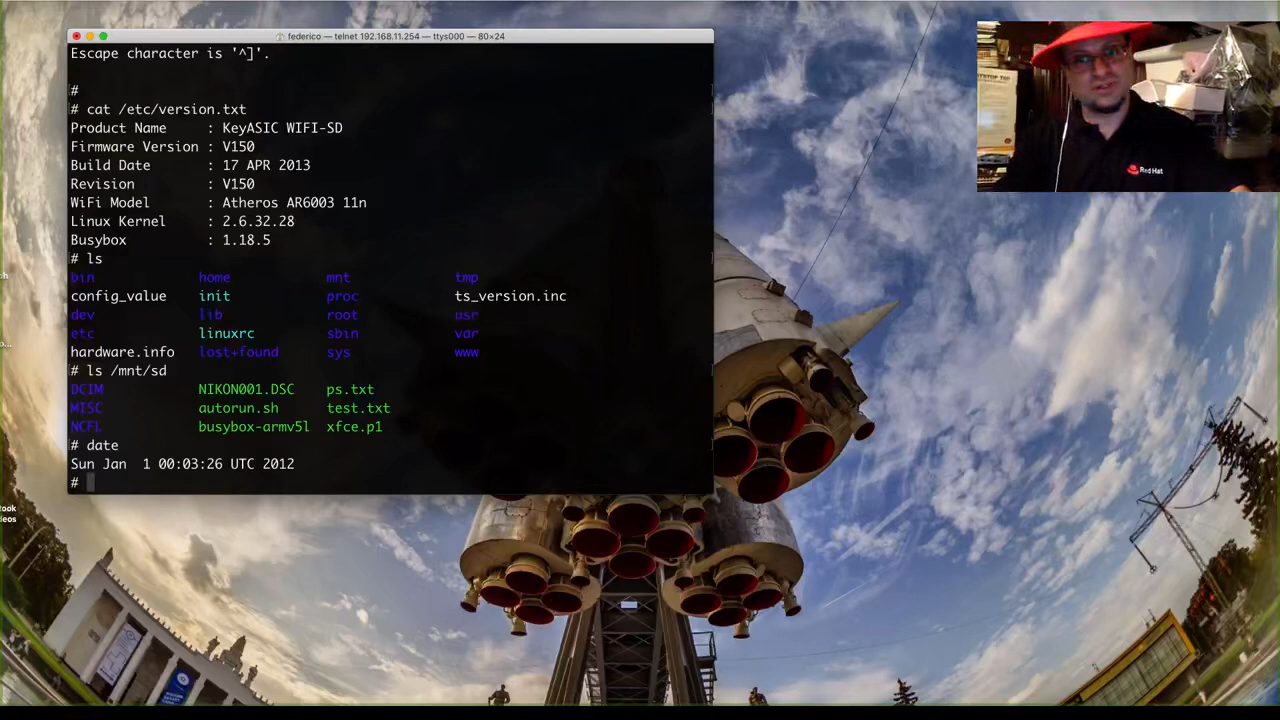 federico — telnet 192.168.11.254 — ttys000 — 80×24
Escape character is '^]'.
#
# cat /etc/version.txt
Product Name     : KeyASIC WIFI-SD
Firmware Version : V150
Build Date       : 17 APR 2013
Revision         : V150
WiFi Model       : Atheros AR6003 11n
Linux Kernel     : 2.6.32.28
Busybox          : 1.18.5
# ls
bin home mnt tmp
config_value init proc ts_version.inc
dev lib root usr
etc linuxrc sbin var
hardware.info lost+found sys www
# ls /mnt/sd
DCIM NIKON001.DSC ps.txt
MISC autorun.sh test.txt
NCFL busybox-armv5l xfce.p1
# date
Sun Jan  1 00:03:26 UTC 2012
#
Red Hat